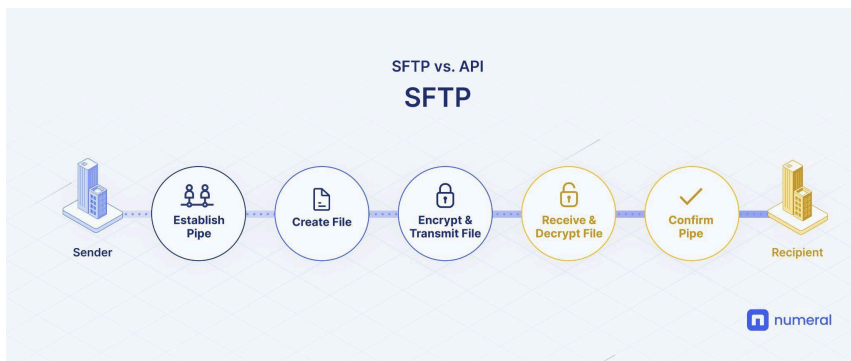 SFTP vs. API
SFTP
Sender
Establish
Pipe
Create File
Encrypt &
Transmit File
Receive &
Decrypt File
Confirm
Pipe
Recipient
numeral